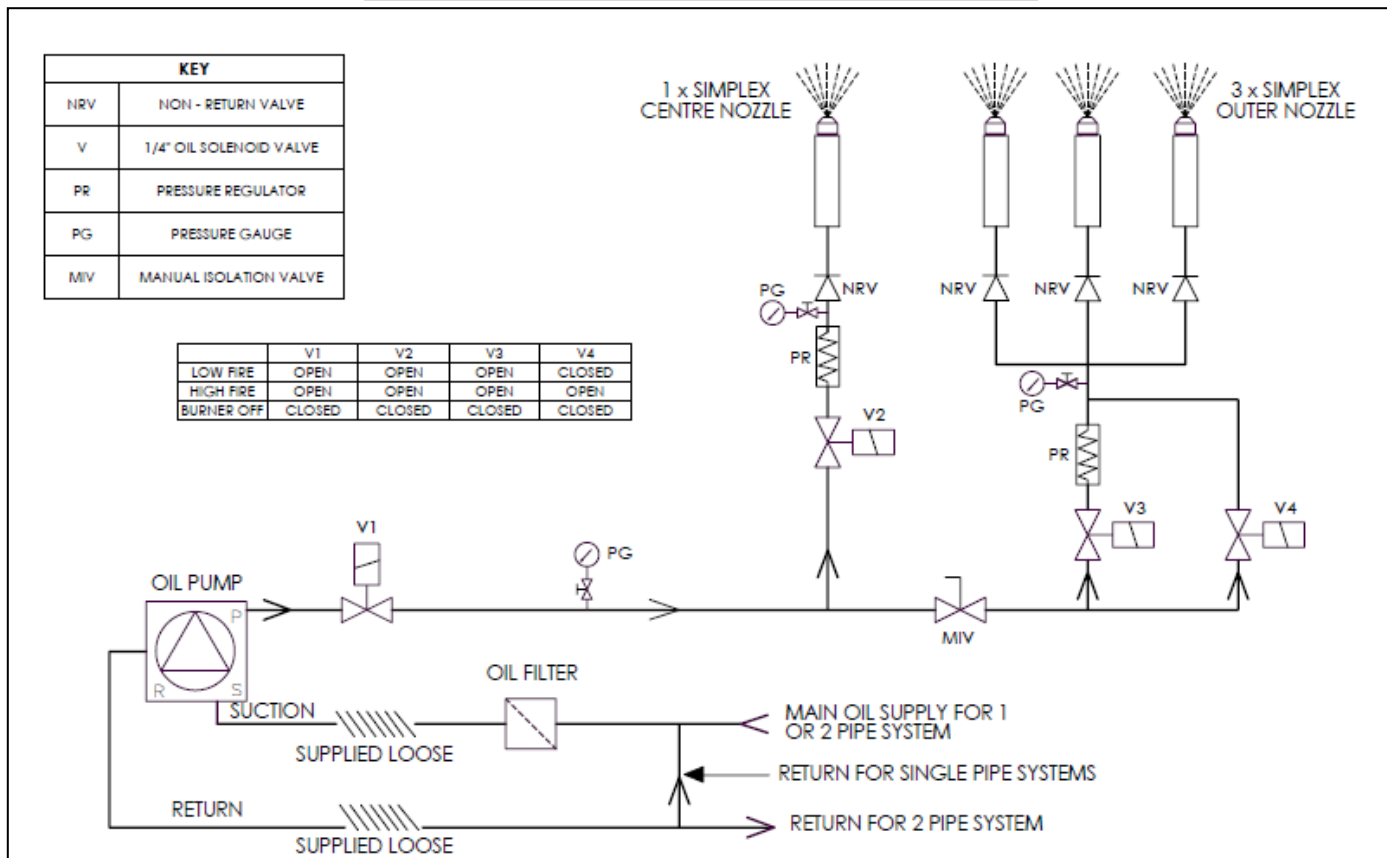 KEY
NRV NON - RETURN VALVE
V 1/4" OIL SOLENOID VALVE
PR PRESSURE REGULATOR
PG PRESSURE GAUGE
MIV MANUAL ISOLATION VALVE
V1 V2 V3 V4
LOW FIRE OPEN OPEN OPEN CLOSED
HIGH FIRE OPEN OPEN OPEN OPEN
BURNER OFF CLOSED CLOSED CLOSED CLOSED
1 x SIMPLEX
CENTRE NOZZLE
3 x SIMPLEX
OUTER NOZZLE
PG
NRV
NRV
NRV
NRV
PR
PG
V2
PR
V3
V4
V1
PG
OIL PUMP
P
R
S
MIV
OIL FILTER
SUCTION
SUPPLIED LOOSE
MAIN OIL SUPPLY FOR 1
OR 2 PIPE SYSTEM
RETURN FOR SINGLE PIPE SYSTEMS
RETURN
SUPPLIED LOOSE
RETURN FOR 2 PIPE SYSTEM